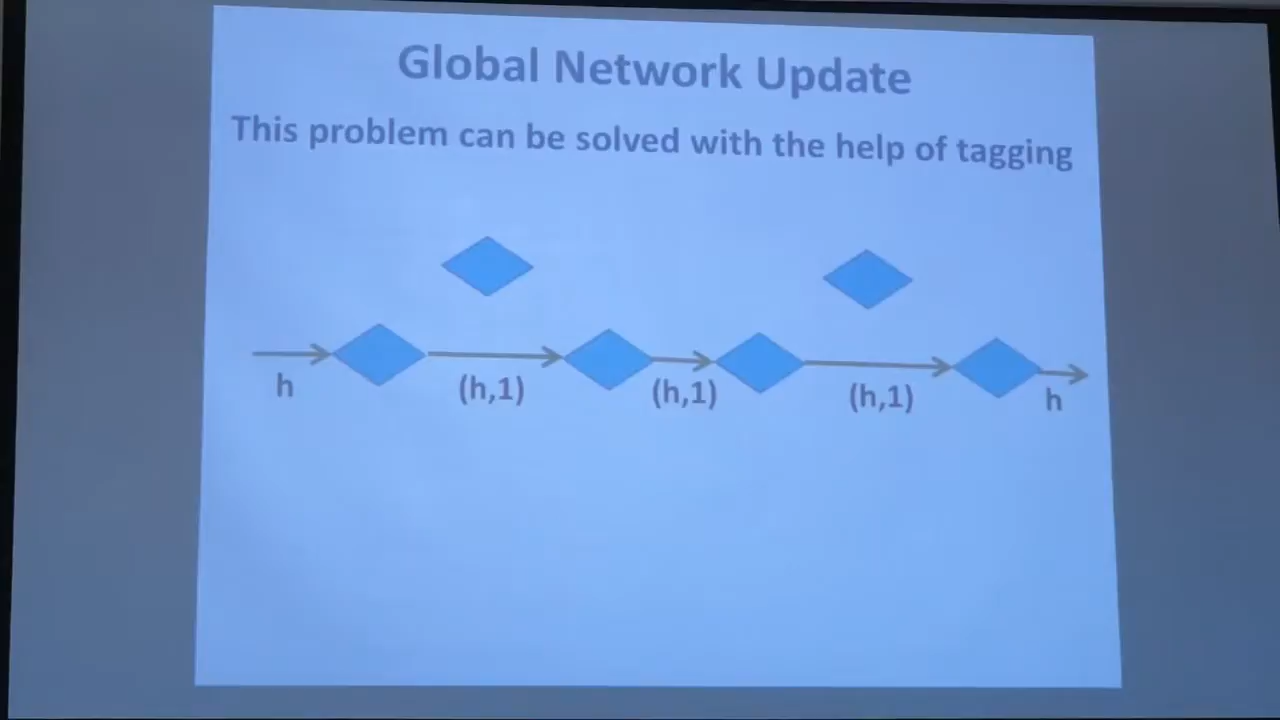 Global Network Update
This problem can be solved with the help of tagging
h
(h,1)
(h,1)
(h,1)
h